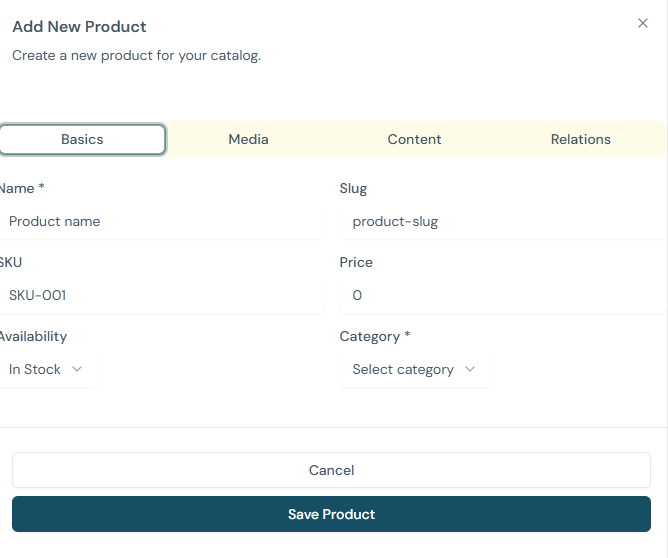 Add New Product
Create a new product for your catalog.
Basics Media Content Relations
Name * Slug
Product name product-slug
SKU Price
SKU-001 0
Availability Category *
In Stock Select category
Cancel
Save Product